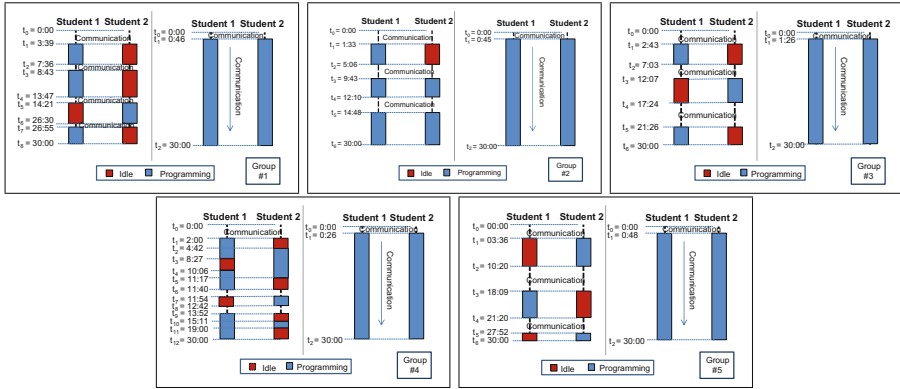 Student 1 Student 2
t0 = 0:00
Communication
t1 = 3:39
t2 = 7:36
Communication
t3 = 8:43
t4 = 13:47
t5 = 14:21
Communication
t6 = 26:30
Communication
t7 = 26:55
t8 = 30:00
Student 1 Student 2
t0 = 0:00
Communication
t1 = 0:46
Communication
t2 = 30:00
Idle Programming
Group
#1
Student 1 Student 2
t0 = 0:00
Communication
t1 = 1:33
t2 = 5:06
Communication
t3 = 9:43
t4 = 12:10
Communication
t5 = 14:48
t6 = 30:00
Student 1 Student 2
t0 = 0:00
Communication
t1 = 0:45
Communication
t2 = 30:00
Idle Programming
Group
#2
Student 1 Student 2
t0 = 0:00
Communication
t1 = 2:43
t2 = 7:03
Communication
t3 = 12:07
t4 = 17:24
Communication
t5 = 21:26
t6 = 30:00
Student 1 Student 2
t0 = 0:00
Communication
t1 = 1:26
Communication
t2 = 30:00
Idle Programming
Group
#3
Student 1 Student 2
t0 = 0:00
Communication
t1 = 2:00
t2 = 4:42
t3 = 8:27
t4 = 10:06
t5 = 11:17
t6 = 11:40
t7 = 11:54
t8 = 12:42
t9 = 13:52
t10 = 15:11
t11 = 19:00
t12 = 30:00
Student 1 Student 2
t0 = 0:00
Communication
t1 = 0:26
Communication
t2 = 30:00
Idle Programming
Group
#4
Student 1 Student 2
t0 = 00:00
Communication
t1 = 03:36
t2 = 10:20
Communication
t3 = 18:09
t4 = 21:20
Communication
t5 = 27:52
t6 = 30:00
Student 1 Student 2
t0 = 0:00
Communication
t1 = 0:48
Communication
t2 = 30:00
Idle Programming
Group
#5